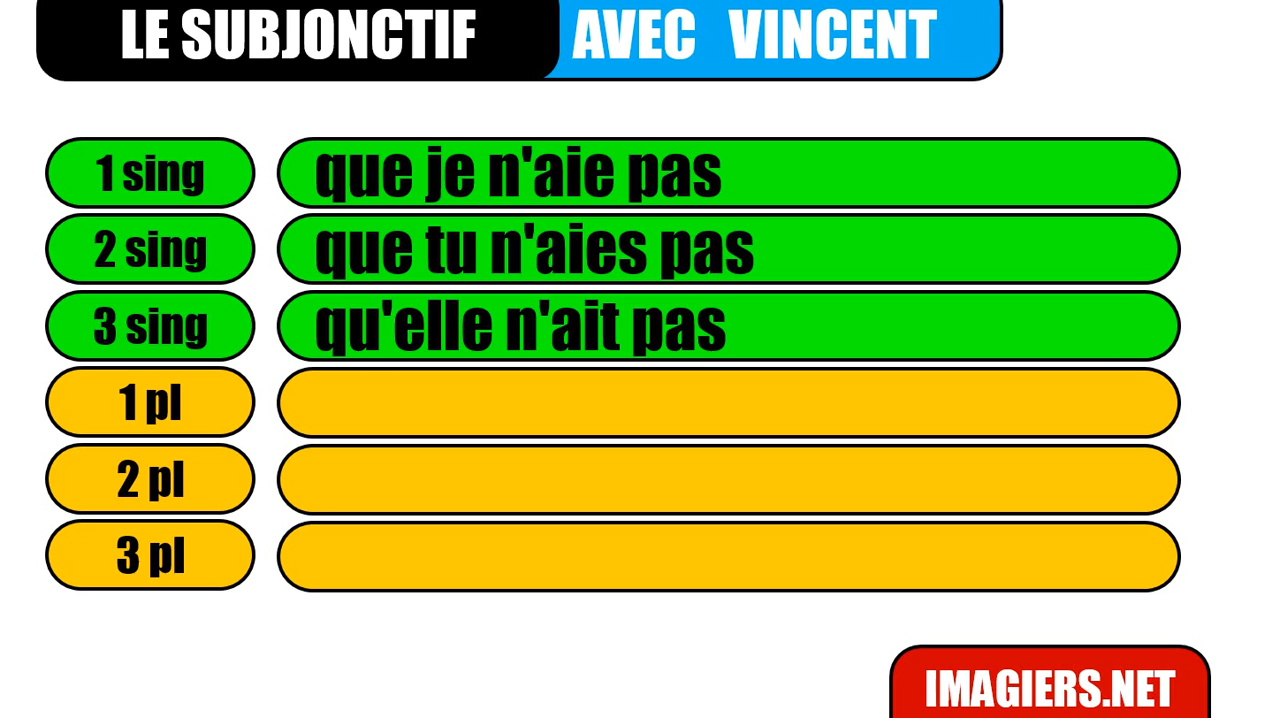 LE SUBJONCTIF AVEC VINCENT
1 sing que je n'aie pas
2 sing que tu n'aies pas
3 sing qu'elle n'ait pas
1 pl
2 pl
3 pl
IMAGIERS.NET